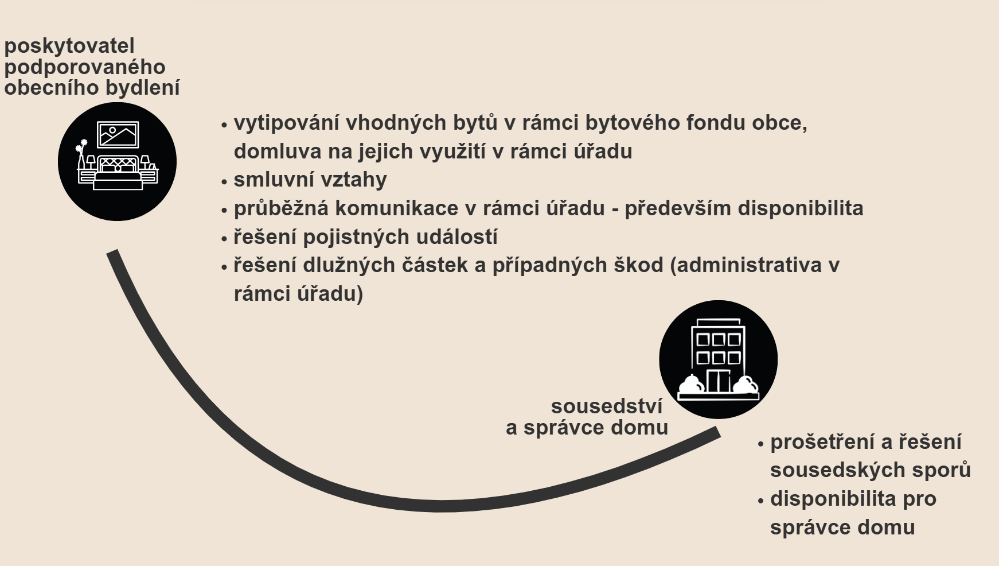 poskytovatel
podporovaného
obecního bydlení
• vytipování vhodných bytů v rámci bytového fondu obce,
domluva na jejich využití v rámci úřadu
• smluvní vztahy
• průběžná komunikace v rámci úřadu - především disponibilita
• řešení pojistných událostí
• řešení dlužných částek a případných škod (administrativa v
rámci úřadu)
sousedství
a správce domu
• prošetření a řešení
sousedských sporů
• disponibilita pro
správce domu